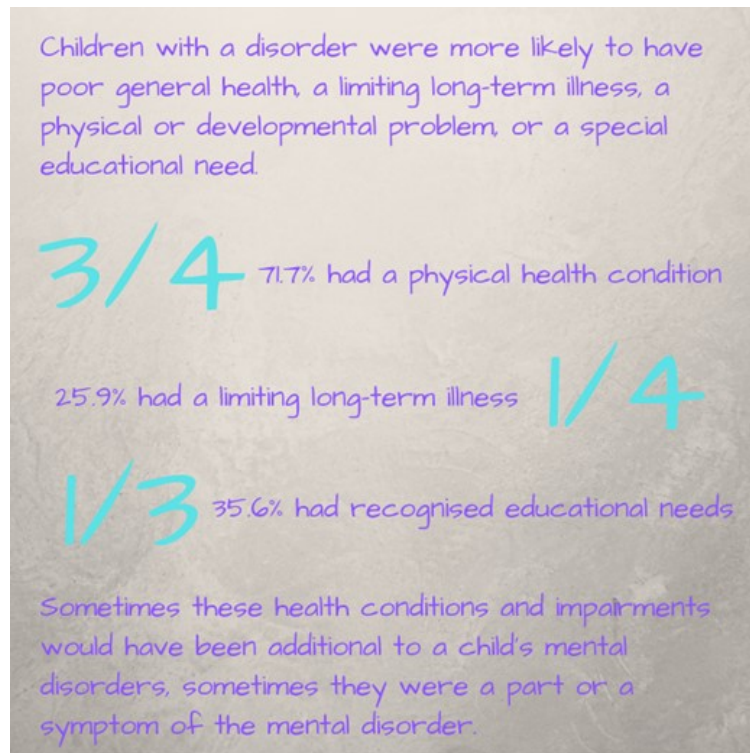 Children with a disorder were more likely to have
poor general health, a limiting long-term illness, a
physical or developmental problem, or a special
educational need.
3/4 71.7% had a physical health condition
25.9% had a limiting long-term illness 1/4
1/3 35.6% had recognised educational needs
Sometimes these health conditions and impairments
would have been additional to a child's mental
disorders, sometimes they were a part or a
symptom of the mental disorder.